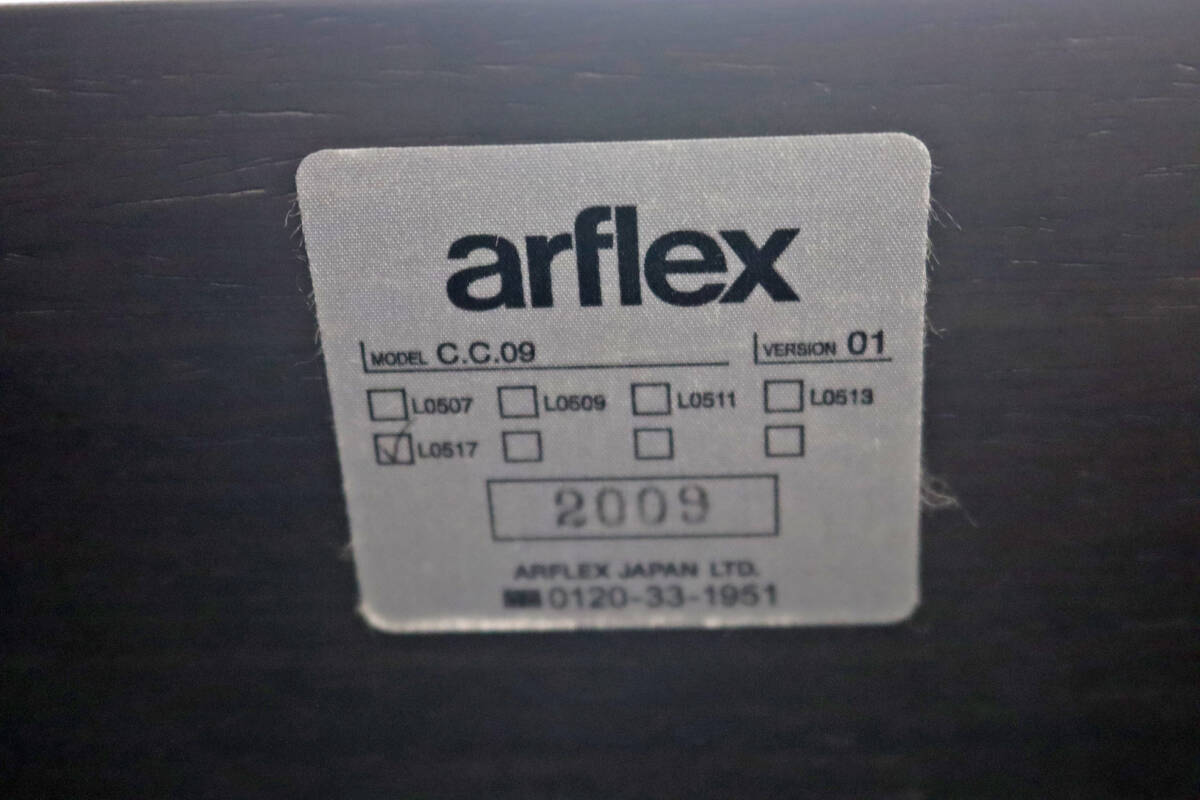 arflex
MODEL C.C.09 VERSION 01
L0507 L0509 L0511 L0513
L0517
2009
ARFLEX JAPAN LTD.
0120-33-1951